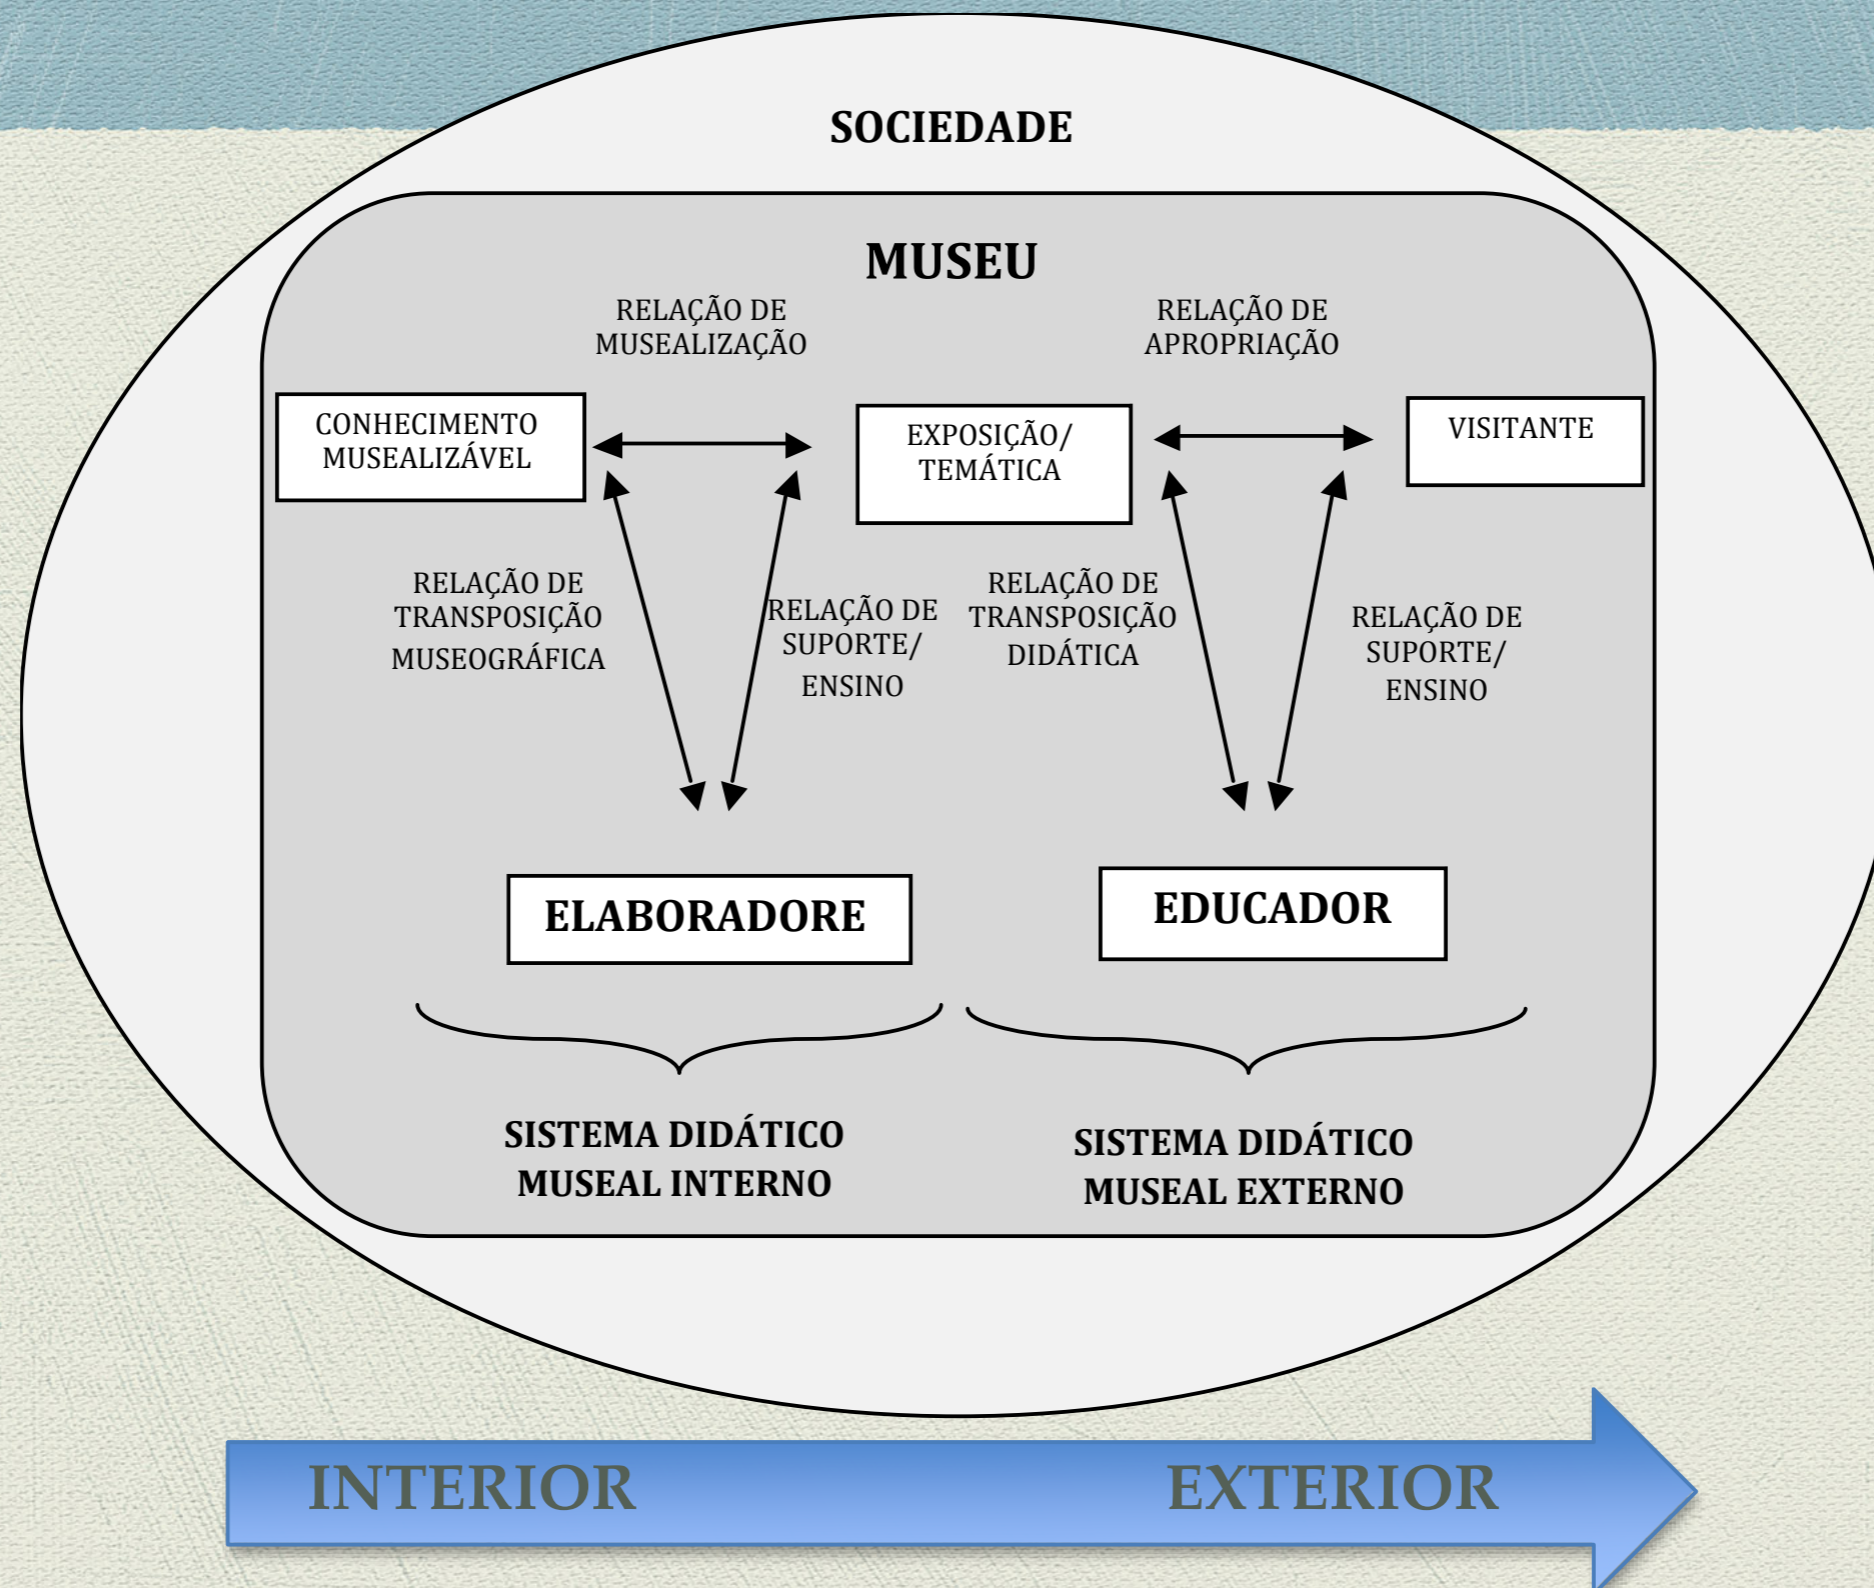 SOCIEDADE
MUSEU
RELAÇÃO DE
MUSEALIZAÇÃO
RELAÇÃO DE
APROPRIAÇÃO
CONHECIMENTO
MUSEALIZÁVEL
EXPOSIÇÃO/
TEMÁTICA
VISITANTE
RELAÇÃO DE
TRANSPOSIÇÃO
MUSEOGRÁFICA
RELAÇÃO DE
SUPORTE/
ENSINO
RELAÇÃO DE
TRANSPOSIÇÃO
DIDÁTICA
RELAÇÃO DE
SUPORTE/
ENSINO
ELABORADORE
EDUCADOR
SISTEMA DIDÁTICO
MUSEAL INTERNO
SISTEMA DIDÁTICO
MUSEAL EXTERNO
INTERIOR
EXTERIOR